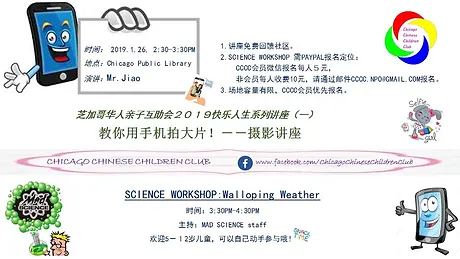 时间: 2019.1.26, 2:30-3:30PM
地点: Chicago Public Library
演讲: Mr.Jiao
1.讲座免费回馈社区。
2.SCIENCE WORKSHOP 需PAYPAL报名定位:
CCCC会员微信报名每人5元,
非会员每人收费10元, 请通过邮件CCCC.NPO@GMAIL.COM报名。
3.场地容量有限, CCCC会员优先报名。
Chicago
Chinese
Children
Club
芝加哥华人亲子互助会2019快乐人生系列讲座 (一)
教你用手机拍大片! --摄影讲座
Selfie
girl
CHICAGO CHINESE CHILDREN CLUB
www.facebook.com/ChicagoChineseChildrenClub
SCIENCE WORKSHOP:Walloping Weather
时间: 3:30PM-4:30PM
主持: MAD SCIENCE staff
欢迎5-12岁儿童, 可以自己动手参与哦!
Mad
SCIENCE